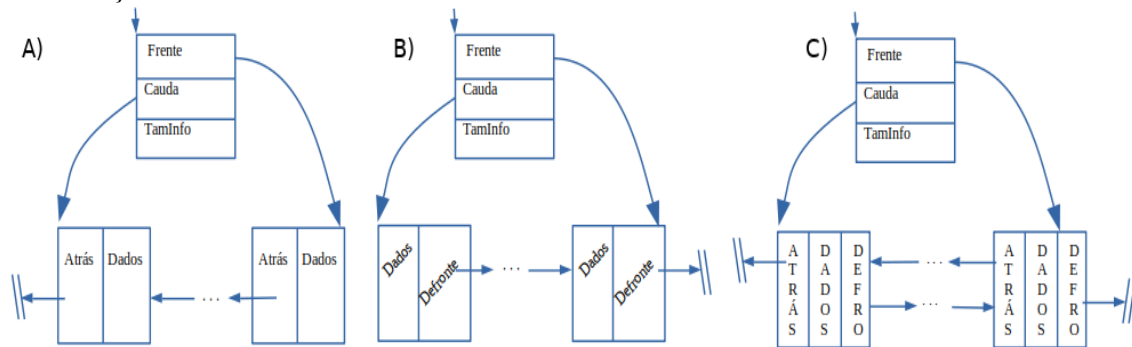 A)
Frente
Cauda
TamInfo
Atrás Dados
...
Atrás Dados
B)
Frente
Cauda
TamInfo
Dados Defronte
...
Dados Defronte
C)
Frente
Cauda
TamInfo
ATRÁS DADOS DEFRO
...
...
ATRÁS DADOS DEFRO